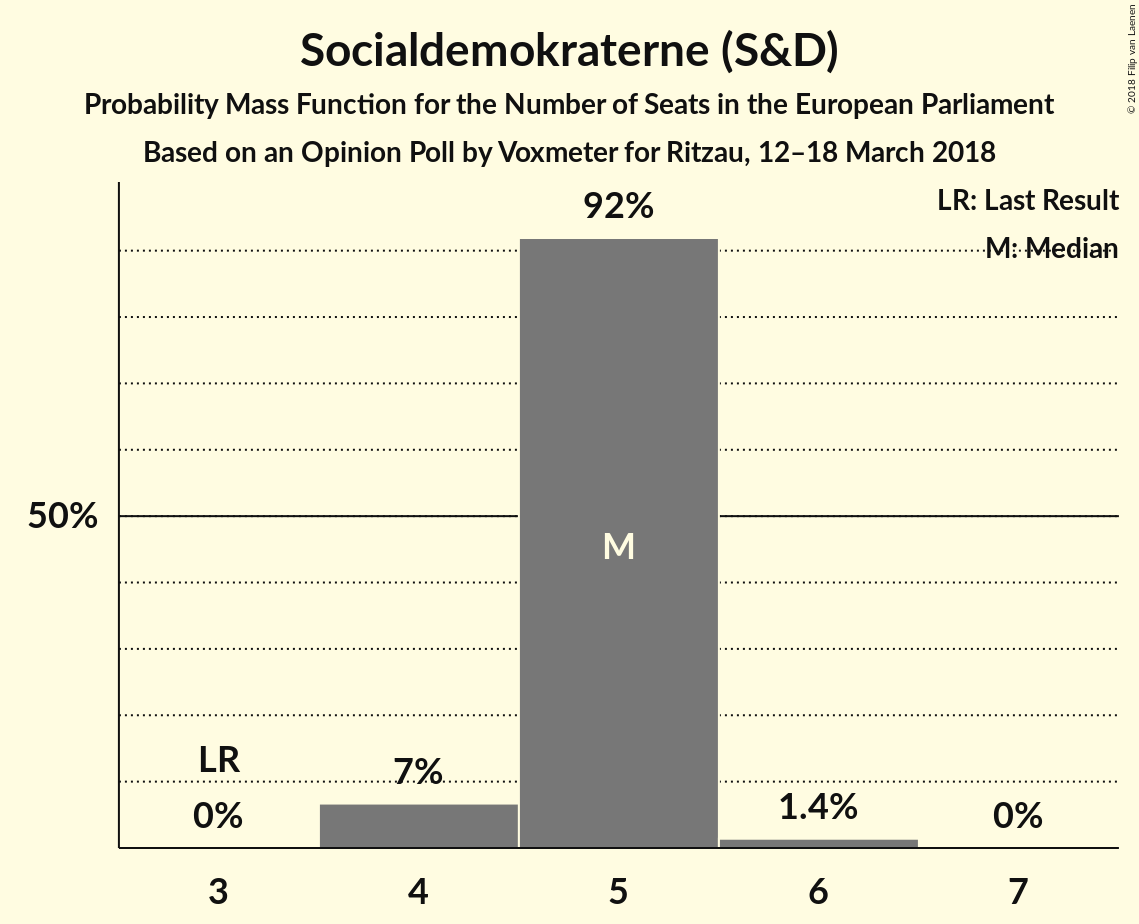 Socialdemokraterne (S&D)
Probability Mass Function for the Number of Seats in the European Parliament
Based on an Opinion Poll by Voxmeter for Ritzau, 12–18 March 2018
© 2018 Filip van Laenen
LR: Last Result
M: Median
92%
50%
M
LR
7%
0%
1.4%
0%
3
4
5
6
7